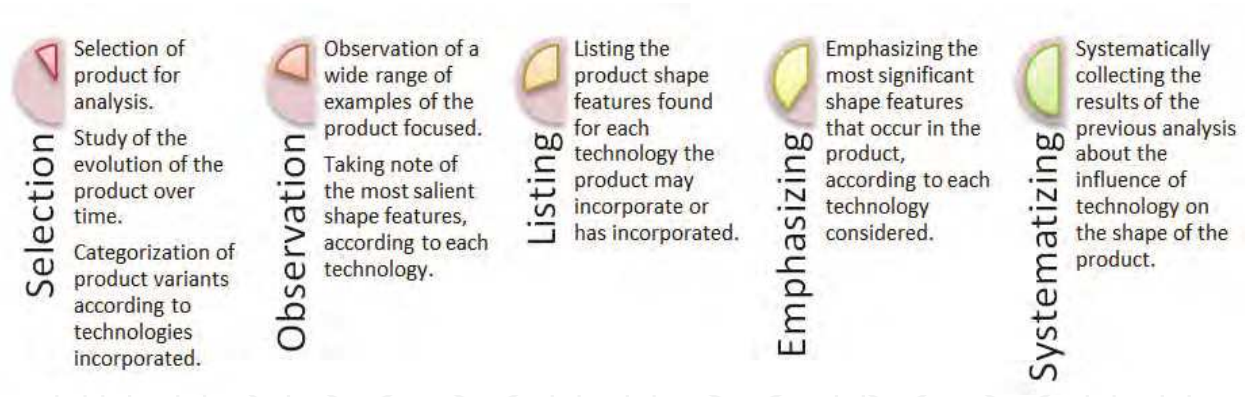 Selection
Selection of
product for
analysis.
Study of the
evolution of the
product over
time.
Categorization of
product variants
according to
technologies
incorporated.
Observation
Observation of a
wide range of
examples of the
product focused.
Taking note of
the most salient
shape features,
according to each
technology.
Listing
Listing the
product shape
features found
for each
technology the
product may
incorporate or
has incorporated.
Emphasizing
Emphasizing the
most significant
shape features
that occur in the
product,
according to each
technology
considered.
Systematizing
Systematically
collecting the
results of the
previous analysis
about the
influence of
technology on
the shape of the
product.